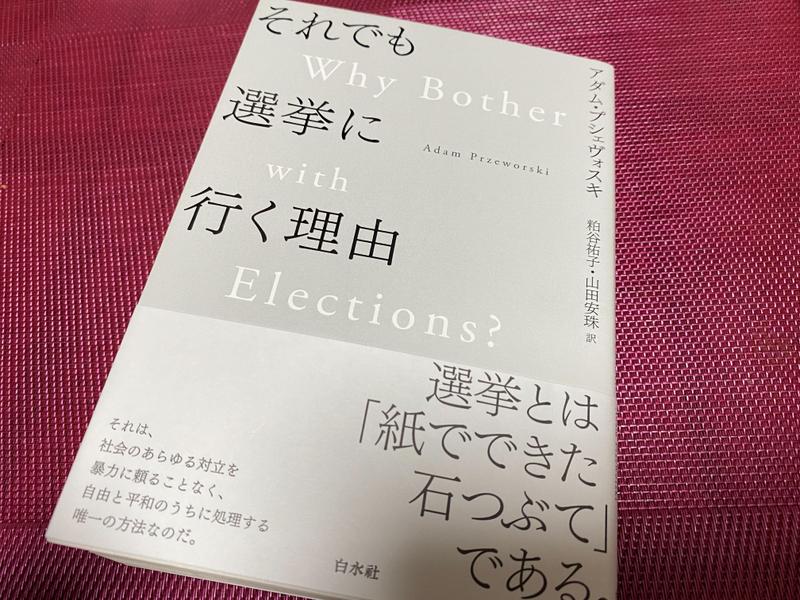 それでも
Why Bother
選挙に
Adam Przeworski
with
行く理由
Elections?
アダム・プシェヴォスキ
粕谷祐子・山田安珠 訳
選挙とは
「紙でできた
石つぶて」
である。
それは、
社会のあらゆる対立を
暴力に頼ることなく、
自由と平和のうちに処理する
唯一の方法なのだ。
白水社